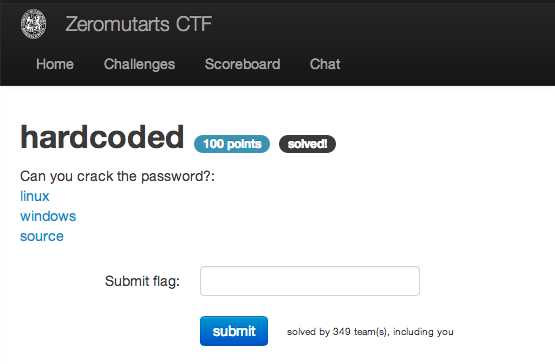 Zeromutarts CTF
Home Challenges Scoreboard Chat
hardcoded 100 points solved!
Can you crack the password?:
linux
windows
source
Submit flag:
submit solved by 349 team(s), including you